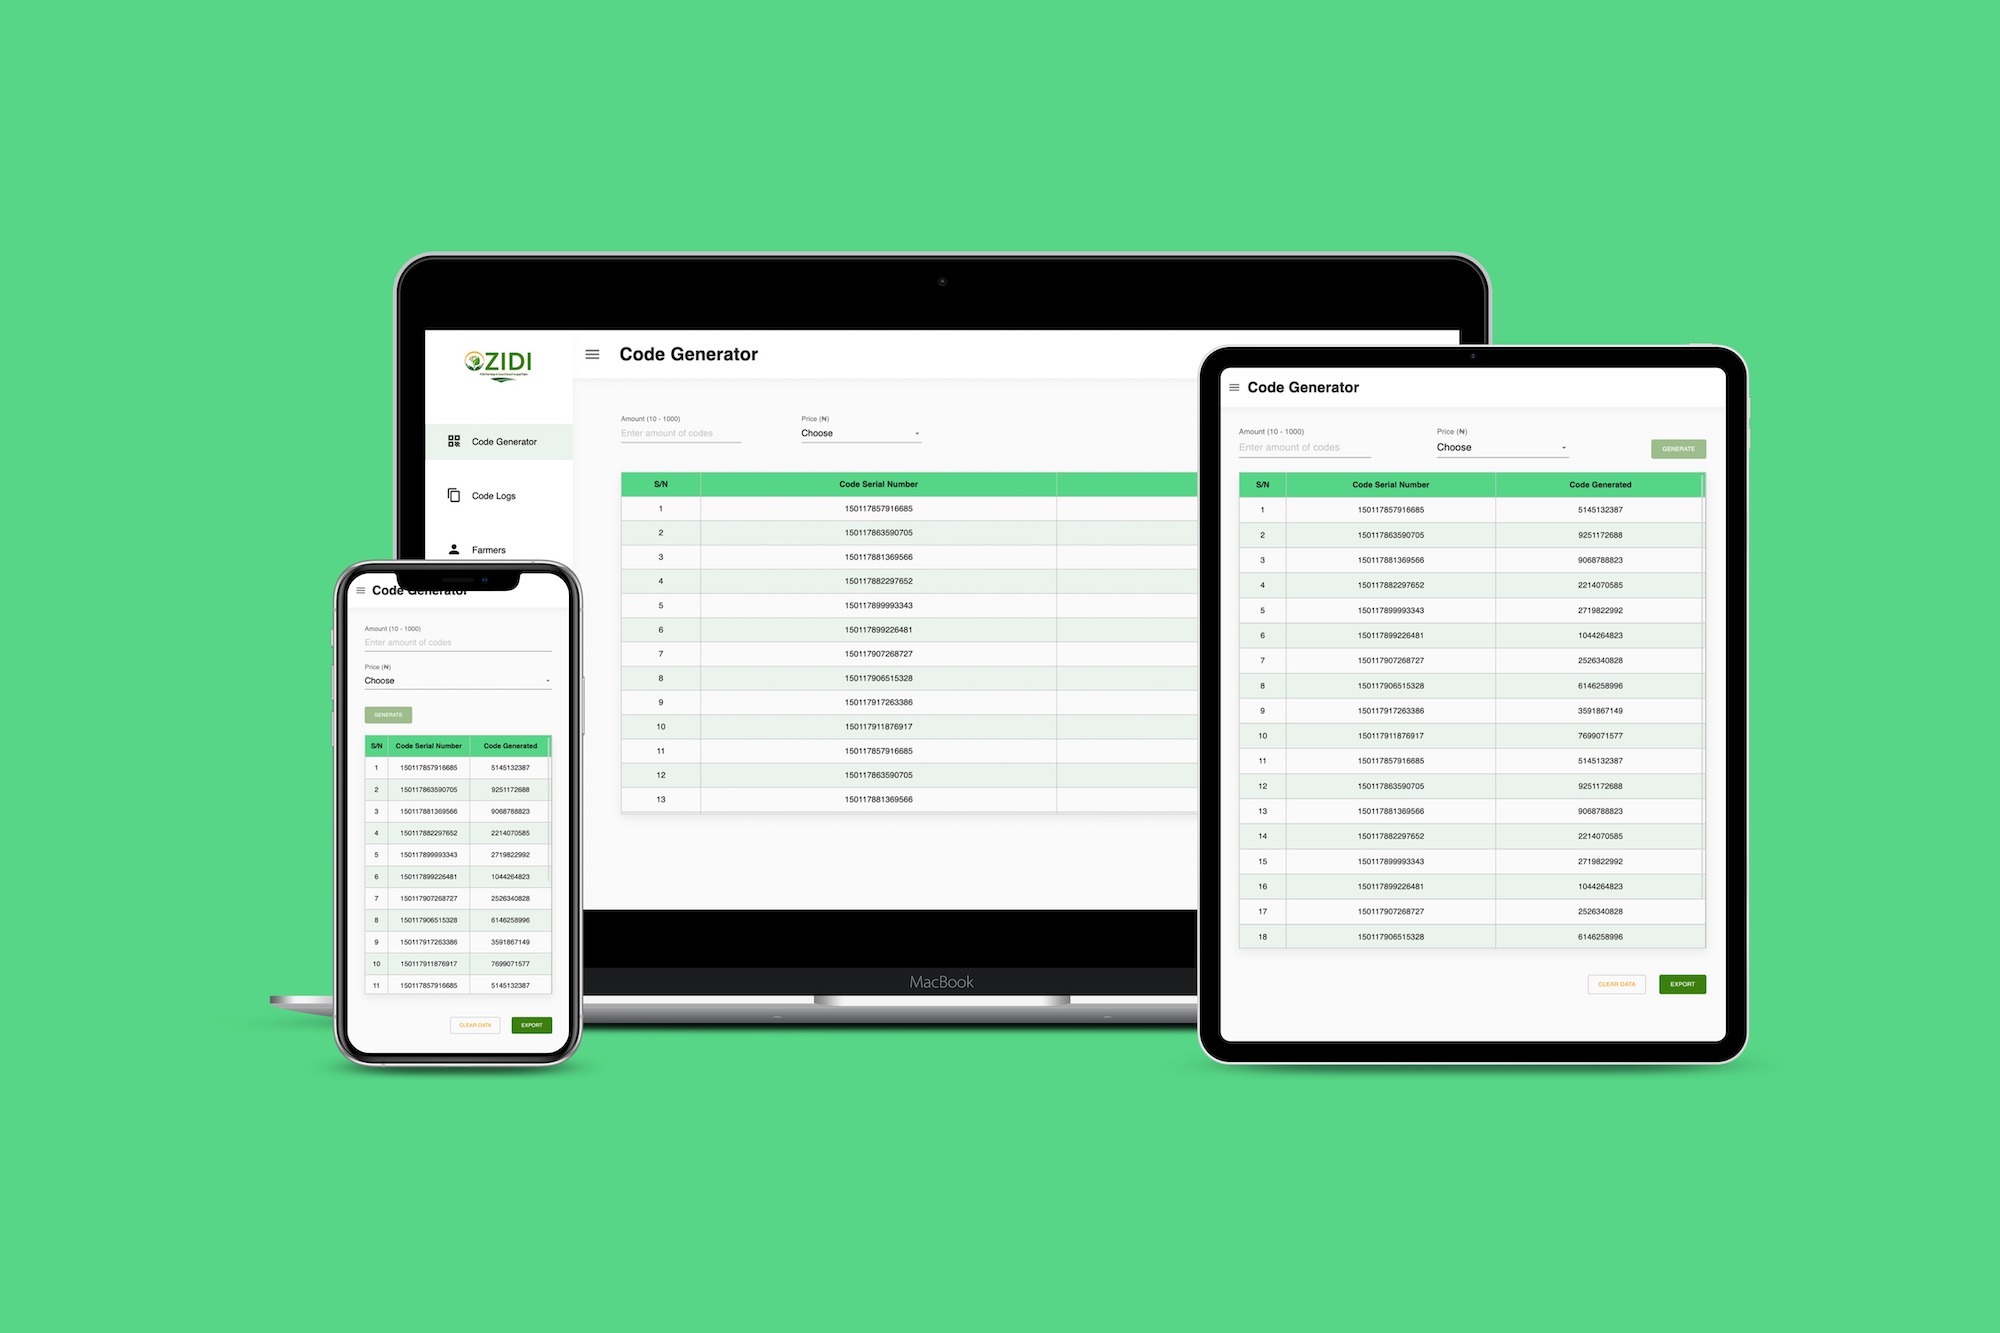 ZIDI
Code Generator
Code Generator
Code Logs
Farmers
Amount (10 - 1000)
Enter amount of codes
Price (₦)
Choose
S/N Code Serial Number
1 150117857916685
2 150117863590705
3 150117881369566
4 150117882297652
5 150117899993343
6 150117899226481
7 150117907268727
8 150117906515328
9 150117917263386
10 150117911876917
11 150117857916685
12 150117863590705
13 150117881369566
MacBook
Code Generator
Amount (10 - 1000)
Enter amount of codes
Price (₦)
Choose
GENERATE
S/N Code Serial Number Code Generated
1 150117857916685 5145132387
2 150117863590705 9251172688
3 150117881369566 9068788823
4 150117882297652 2214070585
5 150117899993343 2719822992
6 150117899226481 1044264823
7 150117907268727 2526340828
8 150117906515328 6146258996
9 150117917263386 3591867149
10 150117911876917 7699071577
11 150117857916685 5145132387
CLEAR DATA EXPORT
Code Generator
Amount (10 - 1000)
Enter amount of codes
Price (₦)
Choose
GENERATE
S/N Code Serial Number Code Generated
1 150117857916685 5145132387
2 150117863590705 9251172688
3 150117881369566 9068788823
4 150117882297652 2214070585
5 150117899993343 2719822992
6 150117899226481 1044264823
7 150117907268727 2526340828
8 150117906515328 6146258996
9 150117917263386 3591867149
10 150117911876917 7699071577
11 150117857916685 5145132387
12 150117863590705 9251172688
13 150117881369566 9068788823
14 150117882297652 2214070585
15 150117899993343 2719822992
16 150117899226481 1044264823
17 150117907268727 2526340828
18 150117906515328 6146258996
CLEAR DATA EXPORT